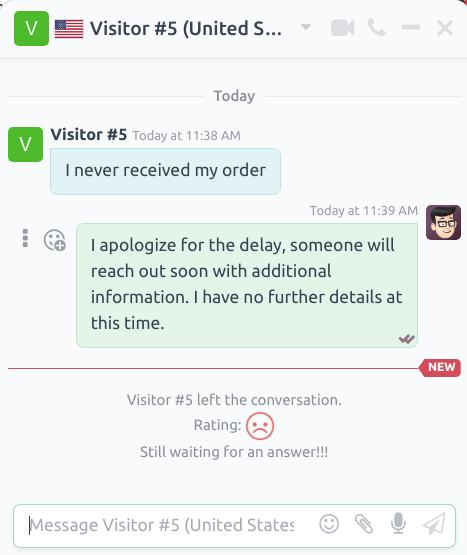 V Visitor #5 (United S...
Today
V Visitor #5 Today at 11:38 AM
I never received my order
Today at 11:39 AM
I apologize for the delay, someone will
reach out soon with additional
information. I have no further details at
this time.
NEW
Visitor #5 left the conversation.
Rating:
Still waiting for an answer!!!
Message Visitor #5 (United States